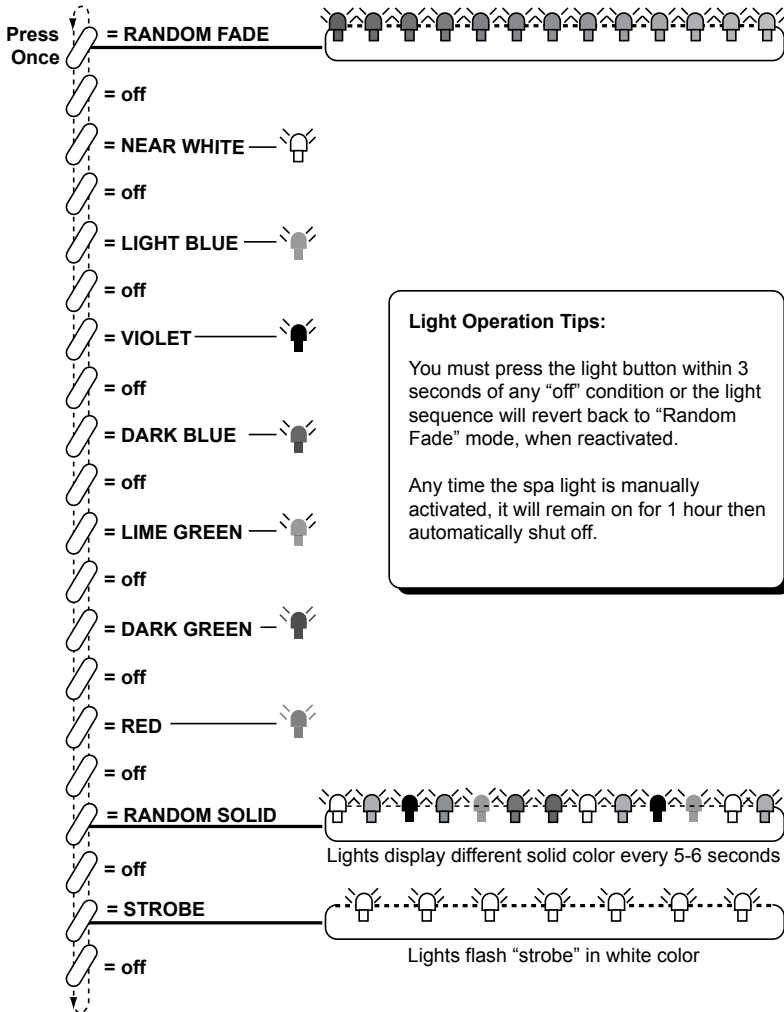 Press
Once
= RANDOM FADE
= off
= NEAR WHITE
= off
= LIGHT BLUE
= off
= VIOLET
= off
= DARK BLUE
= off
= LIME GREEN
= off
= DARK GREEN
= off
= RED
= off
= RANDOM SOLID
Lights display different solid color every 5-6 seconds
= off
= STROBE
Lights flash “strobe” in white color
= off
Light Operation Tips:
You must press the light button within 3
seconds of any “off” condition or the light
sequence will revert back to “Random
Fade” mode, when reactivated.
Any time the spa light is manually
activated, it will remain on for 1 hour then
automatically shut off.